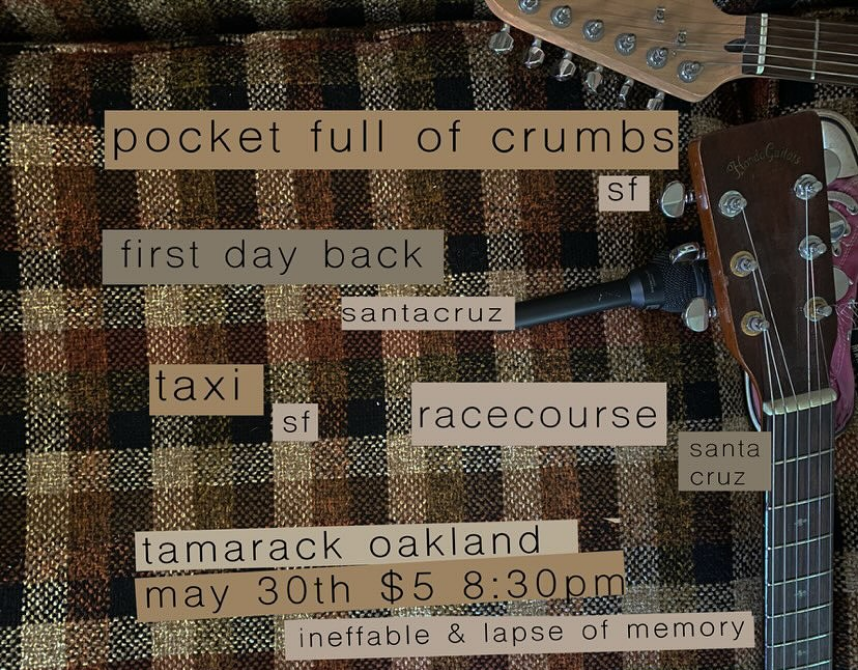 pocket full of crumbs
sf
first day back
santacruz
taxi
sf
racecourse
santa
cruz
tamarack oakland
may 30th $5 8:30pm
ineffable & lapse of memory